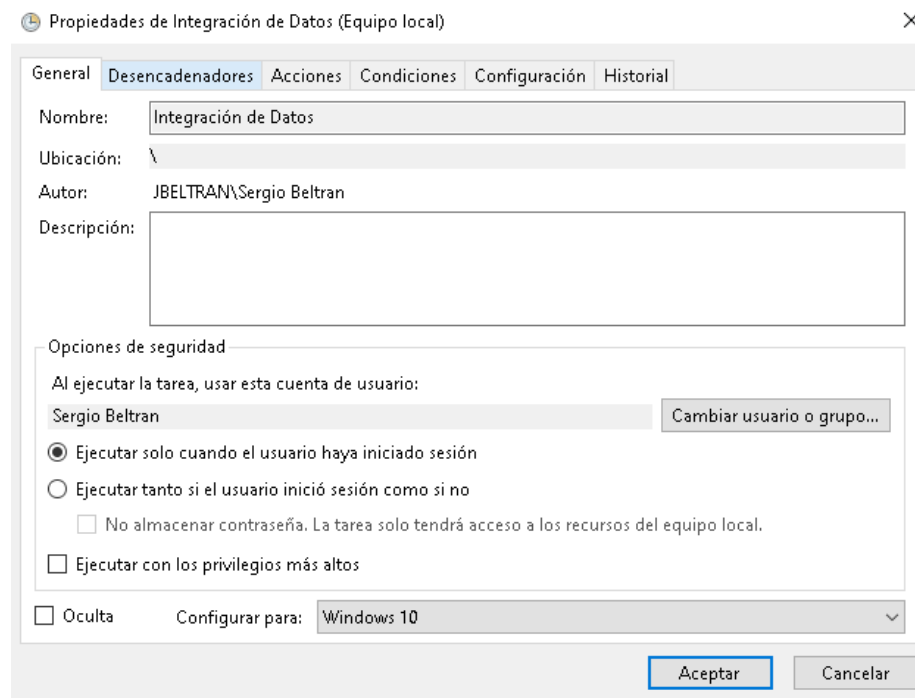 Propiedades de Integración de Datos (Equipo local)
General Desencadenadores Acciones Condiciones Configuración Historial
Nombre: Integración de Datos
Ubicación: \
Autor: JBELTRAN\Sergio Beltran
Descripción:
Opciones de seguridad
Al ejecutar la tarea, usar esta cuenta de usuario:
Sergio Beltran Cambiar usuario o grupo...
Ejecutar solo cuando el usuario haya iniciado sesión
Ejecutar tanto si el usuario inició sesión como si no
No almacenar contraseña. La tarea solo tendrá acceso a los recursos del equipo local.
Ejecutar con los privilegios más altos
Oculta Configurar para: Windows 10
Aceptar Cancelar